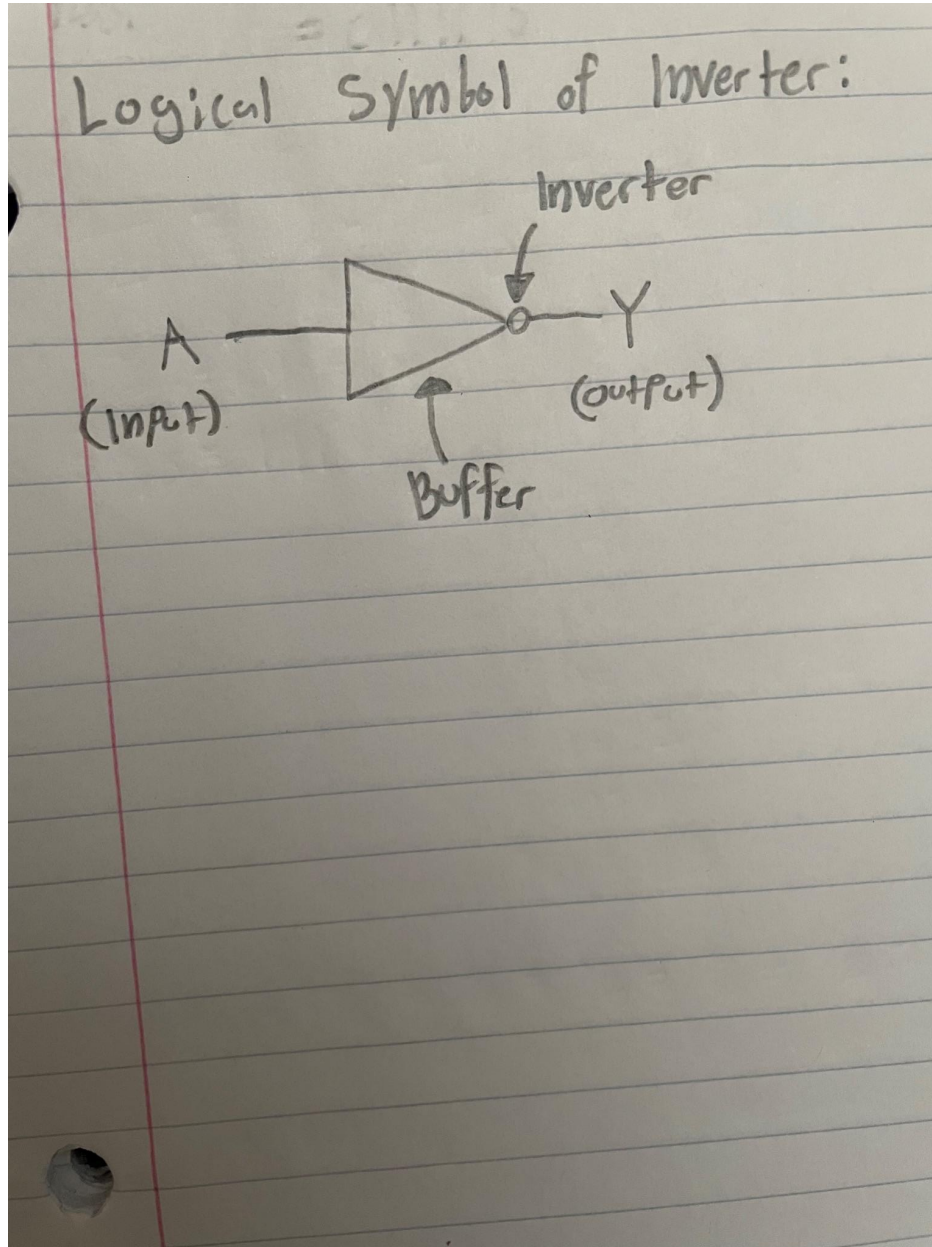 Logical Symbol of Inverter:
Inverter
A
Y
(Input)
(output)
Buffer